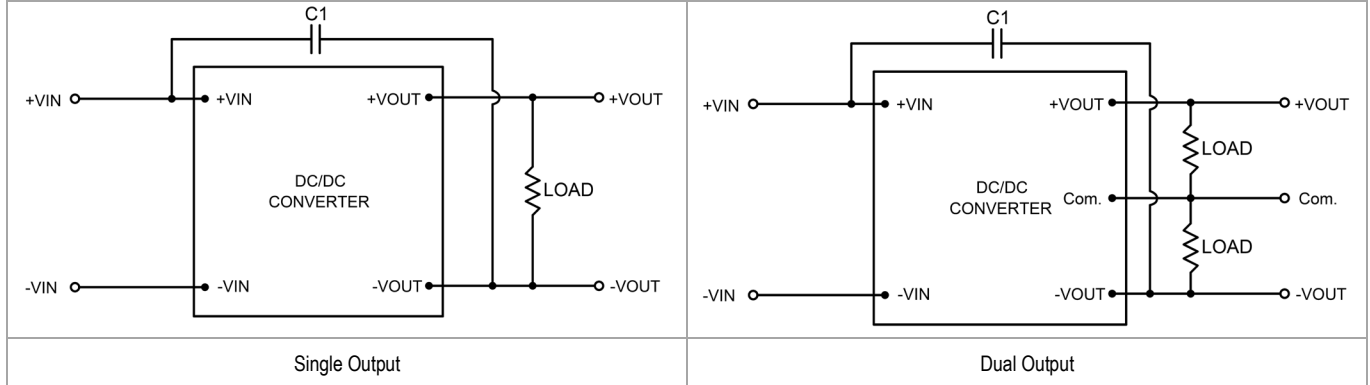 C1
+VIN
+VIN
+VOUT
+VOUT
DC/DC
CONVERTER
LOAD
-VIN
-VIN
-VOUT
-VOUT
Single Output
C1
+VIN
+VIN
+VOUT
+VOUT
LOAD
DC/DC
CONVERTER
Com.
Com.
LOAD
-VIN
-VIN
-VOUT
-VOUT
Dual Output